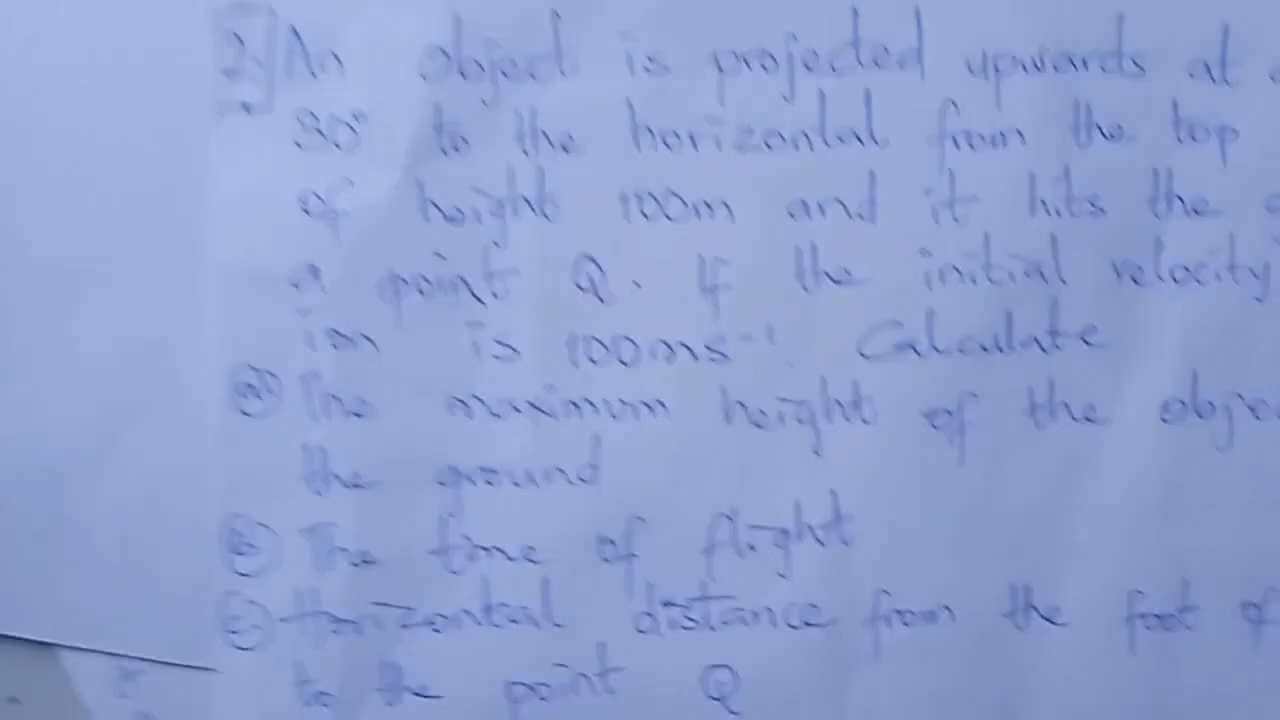 2. An object is projected upwards at
30° to the horizontal from the top
of height 100m and it hits the
a point Q. If the initial velocity
ion is 100ms⁻¹. Calculate
(a) The maximum height of the obje
the ground
(b) The time of flight
(c) Horizontal distance from the foot of
to the point Q